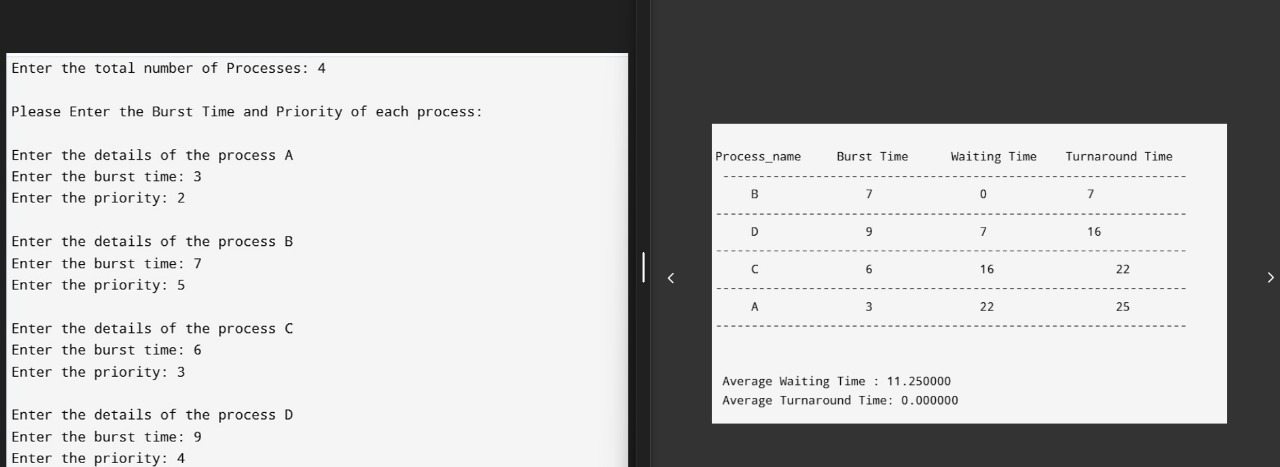 Enter the total number of Processes: 4
Please Enter the Burst Time and Priority of each process:
Enter the details of the process A
Enter the burst time: 3
Enter the priority: 2
Enter the details of the process B
Enter the burst time: 7
Enter the priority: 5
Enter the details of the process C
Enter the burst time: 6
Enter the priority: 3
Enter the details of the process D
Enter the burst time: 9
Enter the priority: 4
Process_name Burst Time Waiting Time Turnaround Time
B 7 0 7
D 9 7 16
C 6 16 22
A 3 22 25
Average Waiting Time : 11.250000
Average Turnaround Time: 0.000000